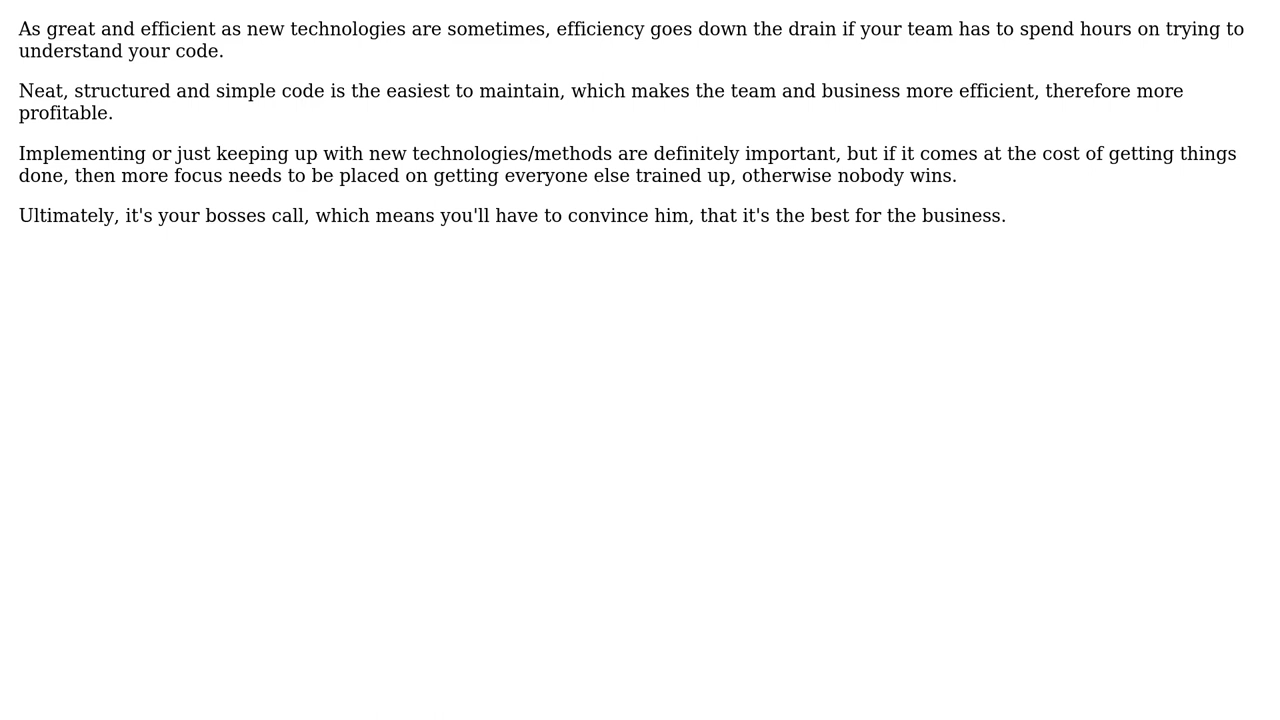 As great and efficient as new technologies are sometimes, efficiency goes down the drain if your team has to spend hours on trying to
understand your code.
Neat, structured and simple code is the easiest to maintain, which makes the team and business more efficient, therefore more
profitable.
Implementing or just keeping up with new technologies/methods are definitely important, but if it comes at the cost of getting things
done, then more focus needs to be placed on getting everyone else trained up, otherwise nobody wins.
Ultimately, it's your bosses call, which means you'll have to convince him, that it's the best for the business.